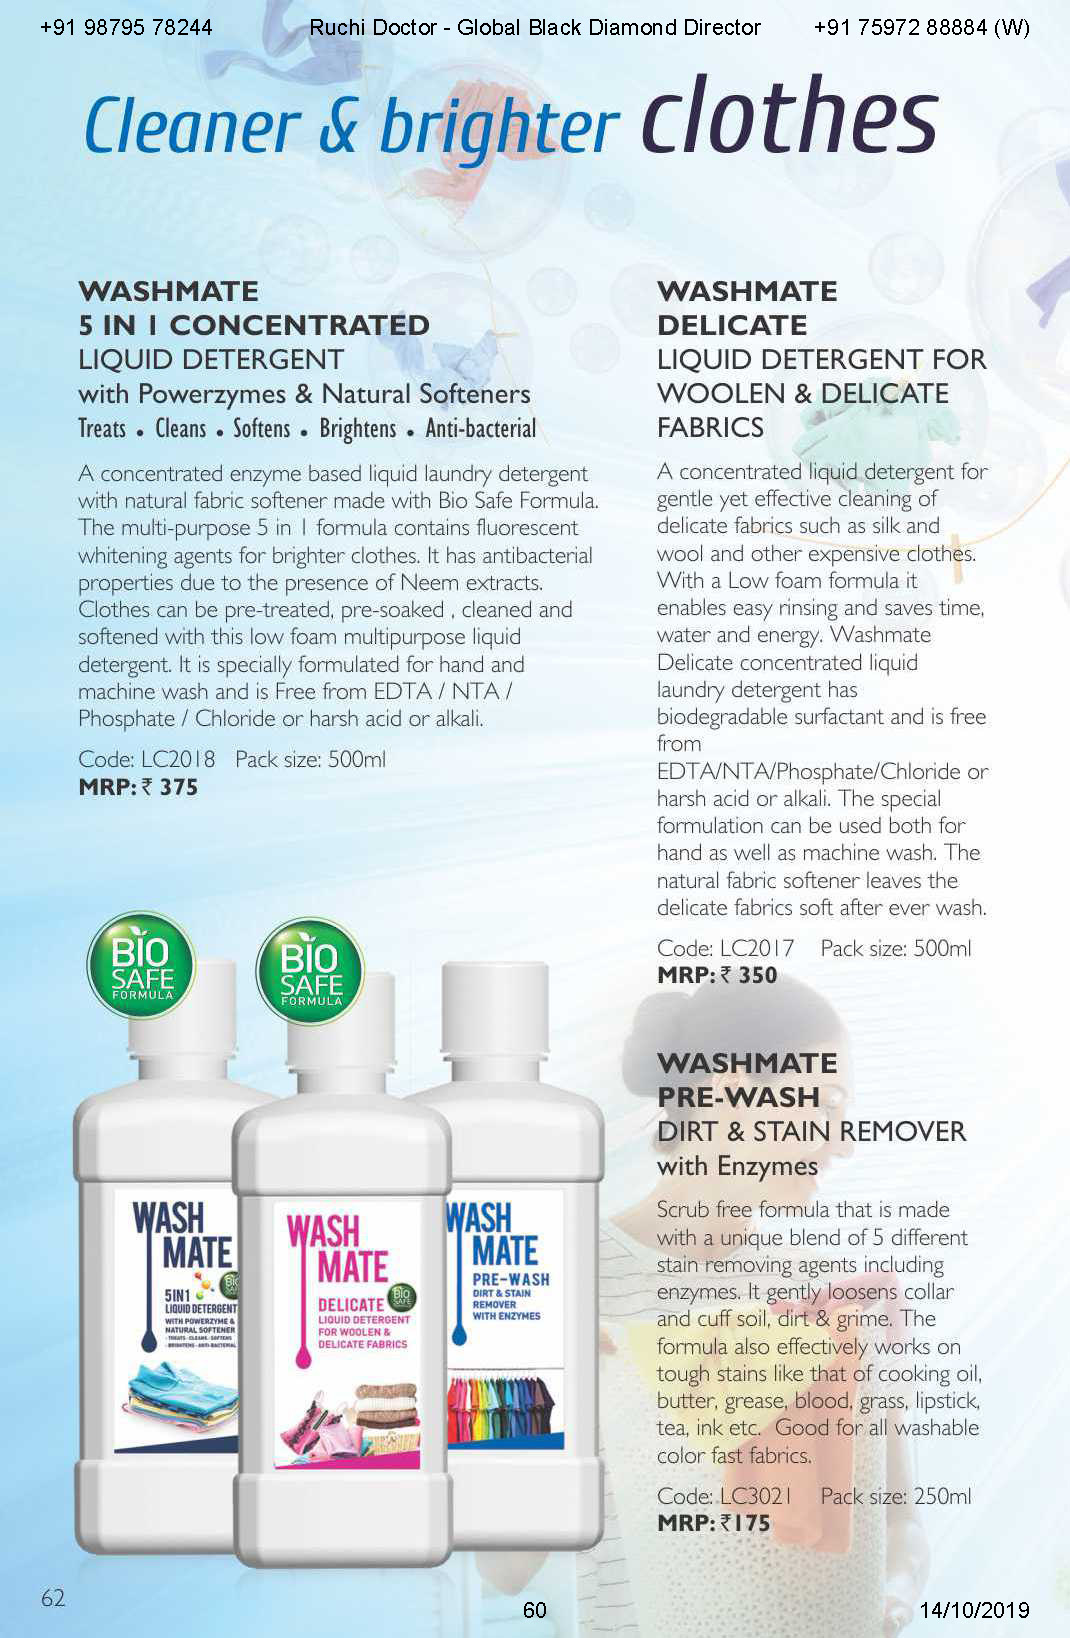 +91 98795 78244 Ruchi Doctor - Global Black Diamond Director +91 75972 88884 (W)
Cleaner & brighter clothes
WASHMATE
5 IN 1 CONCENTRATED
LIQUID DETERGENT
with Powerzymes & Natural Softeners
Treats • Cleans • Softens • Brightens • Anti-bacterial
A concentrated enzyme based liquid laundry detergent
with natural fabric softener made with Bio Safe Formula.
The multi-purpose 5 in 1 formula contains fluorescent
whitening agents for brighter clothes. It has antibacterial
properties due to the presence of Neem extracts.
Clothes can be pre-treated, pre-soaked , cleaned and
softened with this low foam multipurpose liquid
detergent. It is specially formulated for hand and
machine wash and is Free from EDTA / NTA /
Phosphate / Chloride or harsh acid or alkali.
Code: LC2018 Pack size: 500ml
MRP: ₹ 375
WASHMATE
DELICATE
LIQUID DETERGENT FOR
WOOLEN & DELICATE
FABRICS
A concentrated liquid detergent for
gentle yet effective cleaning of
delicate fabrics such as silk and
wool and other expensive clothes.
With a Low foam formula it
enables easy rinsing and saves time,
water and energy. Washmate
Delicate concentrated liquid
laundry detergent has
biodegradable surfactant and is free
from
EDTA/NTA/Phosphate/Chloride or
harsh acid or alkali. The special
formulation can be used both for
hand as well as machine wash. The
natural fabric softener leaves the
delicate fabrics soft after ever wash.
Code: LC2017 Pack size: 500ml
MRP: ₹ 350
WASHMATE
PRE-WASH
DIRT & STAIN REMOVER
with Enzymes
Scrub free formula that is made
with a unique blend of 5 different
stain removing agents including
enzymes. It gently loosens collar
and cuff soil, dirt & grime. The
formula also effectively works on
tough stains like that of cooking oil,
butter, grease, blood, grass, lipstick,
tea, ink etc. Good for all washable
color fast fabrics.
Code: LC3021 Pack size: 250ml
MRP: ₹175
BIO
SAFE
FORMULA
BIO
SAFE
FORMULA
WASH
MATE
5IN1
LIQUID DETERGENT
WITH POWERZYME &
NATURAL SOFTENER
• TREATS • CLEANS • SOFTENS
• BRIGHTENS • ANTI-BACTERIAL
WASH
MATE
DELICATE
LIQUID DETERGENT
FOR WOOLEN &
DELICATE FABRICS
BIO
SAFE
WASH
MATE
PRE-WASH
DIRT & STAIN
REMOVER
WITH ENZYMES
62
60
14/10/2019